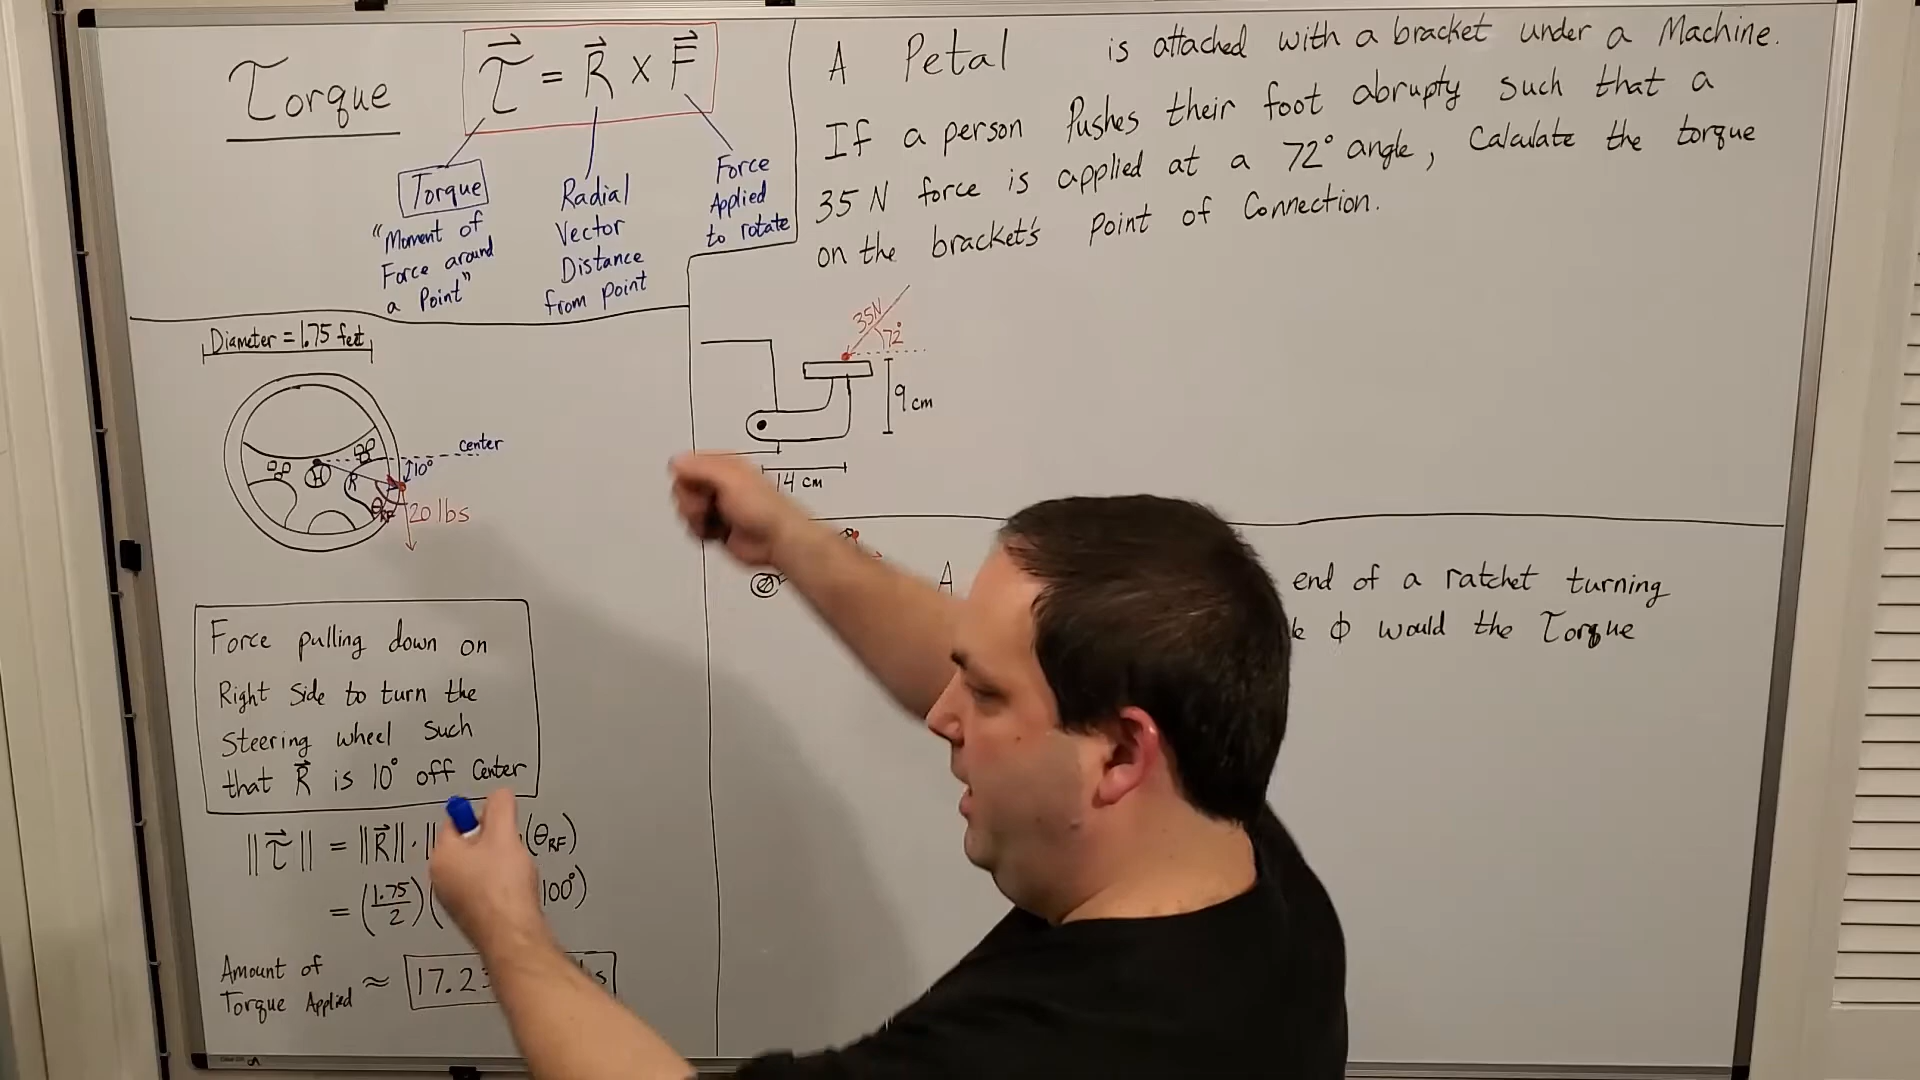 Torque
τ = R x F
Torque
"Moment of
Force around
a Point"
Radial
Vector
Distance
from point
Force
Applied
to rotate
A Petal is attached with a bracket under a Machine.
If a person Pushes their foot abrupty such that a
35 N force is applied at a 72° angle, Calculate the torque
on the bracket's point of Connection.
Diameter = 1.75 feet
center
10°
H
R
θRF
20 lbs
35N
72°
9 cm
14 cm
A end of a ratchet turning
Φ would the Torque
Force pulling down on
Right Side to turn the
Steering wheel Such
that R is 10° off Center
||τ|| = ||R||·|| (θRF)
= (1.75/2)( 100°)
Amount of
Torque Applied ≈ 17.23